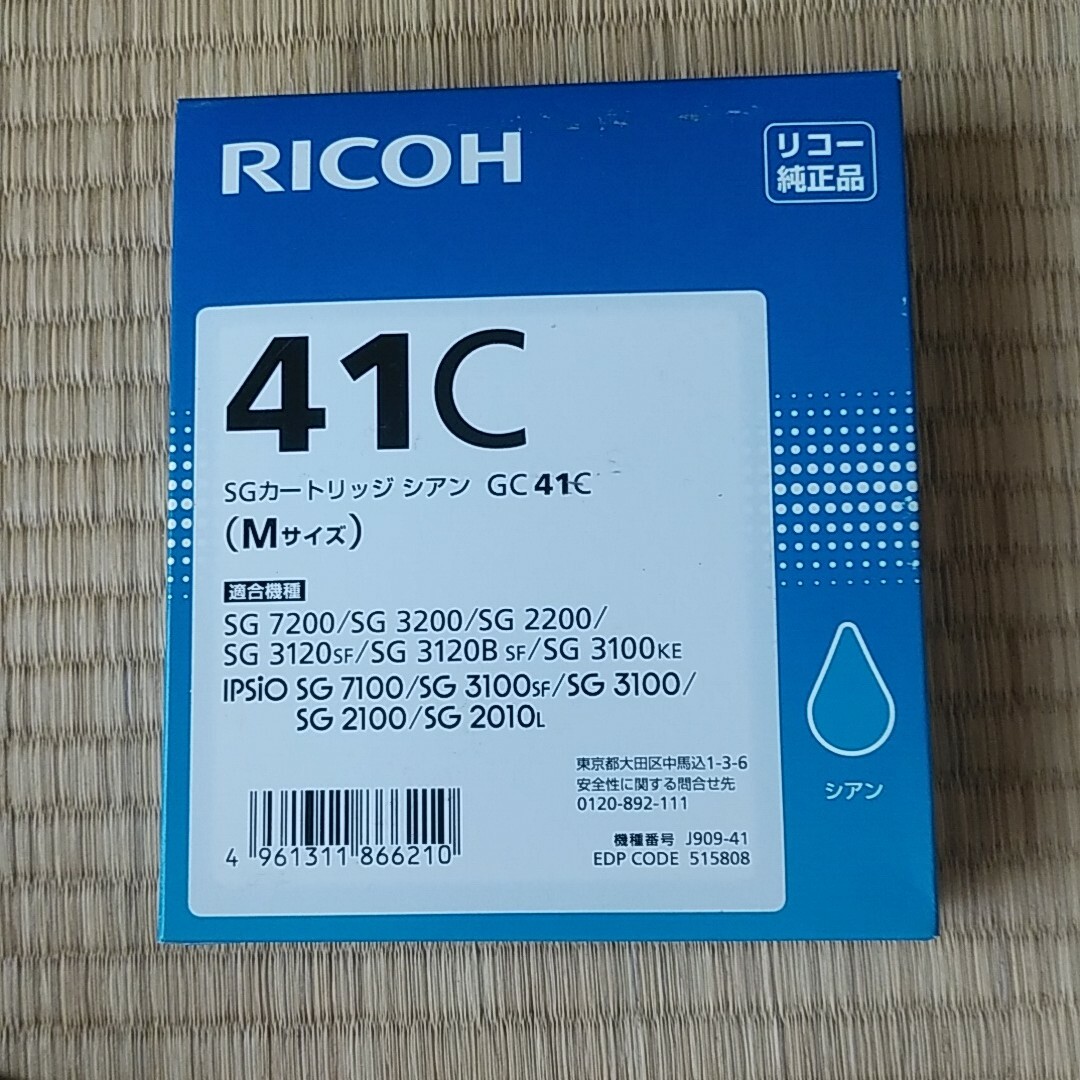 RICOH
リコー
純正品
41C
SGカートリッジ シアン GC 41C
(Mサイズ)
適合機種
SG 7200/SG 3200/SG 2200/
SG 3120SF/SG 3120B SF/SG 3100KE
IPSiO SG 7100/SG 3100SF/SG 3100/
SG 2100/SG 2010L
シアン
東京都大田区中馬込1-3-6
安全性に関する問合せ先
0120-892-111
機種番号 J909-41
EDP CODE 515808
4 961311 866210